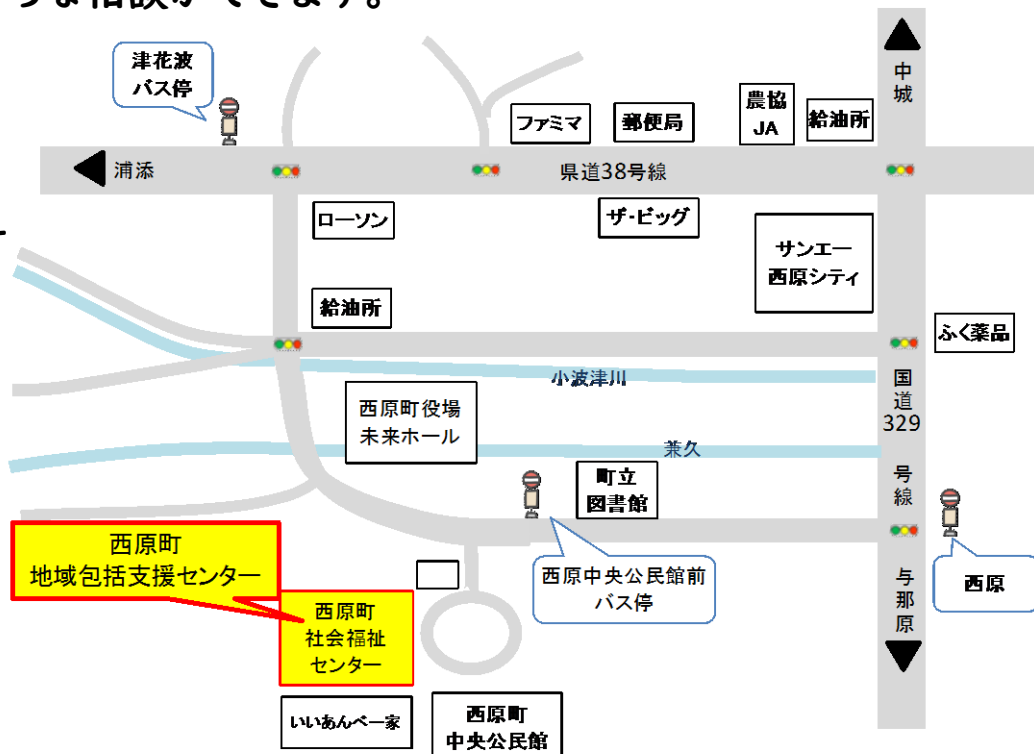 うな相談ができます。
津花波
バス停
中城
農協
JA
給油所
ファミマ
郵便局
浦添
県道38号線
ローソン
ザ・ビッグ
サンエー
西原シティ
給油所
ふく薬品
小波津川
国道
329
号線
西原町役場
未来ホール
兼久
町立
図書館
西原町
地域包括支援センター
西原中央公民館前
バス停
西原
与那原
西原町
社会福祉
センター
いいあんべー家
西原町
中央公民館